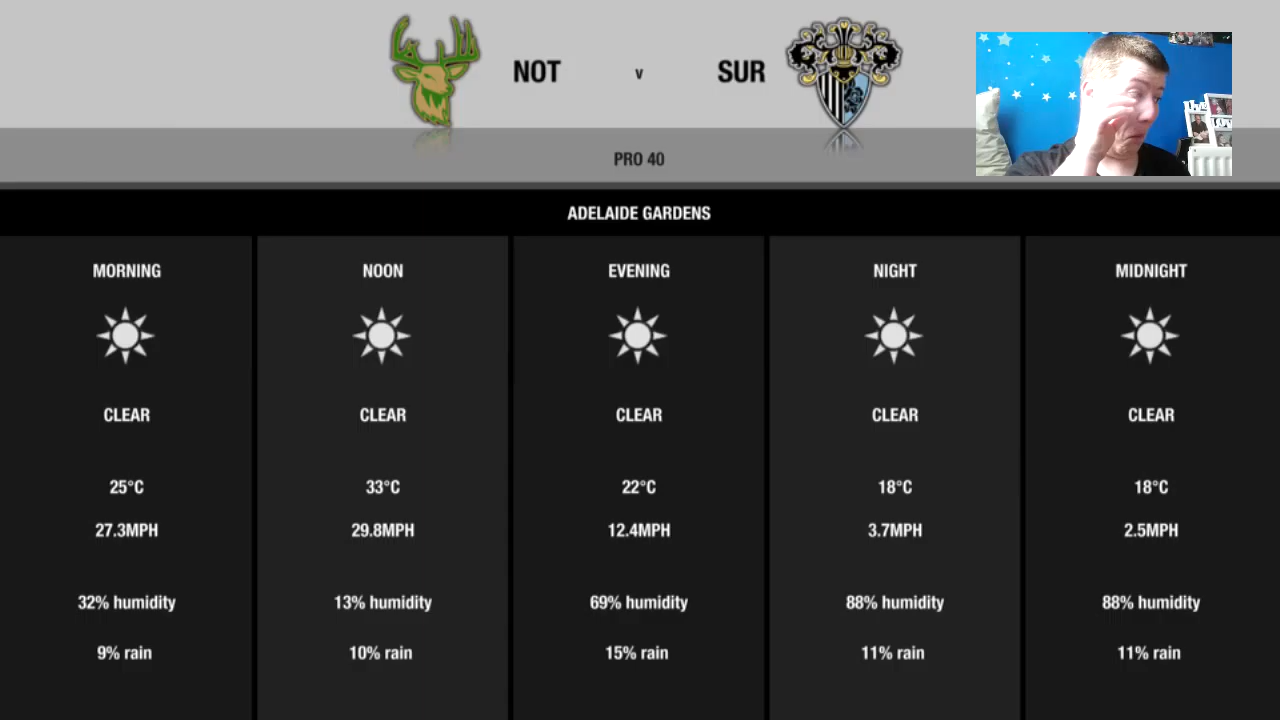 NOT v SUR
PRO 40
ADELAIDE GARDENS
MORNING NOON EVENING NIGHT MIDNIGHT
CLEAR CLEAR CLEAR CLEAR CLEAR
25°C 33°C 22°C 18°C 18°C
27.3MPH 29.8MPH 12.4MPH 3.7MPH 2.5MPH
32% humidity 13% humidity 69% humidity 88% humidity 88% humidity
9% rain 10% rain 15% rain 11% rain 11% rain